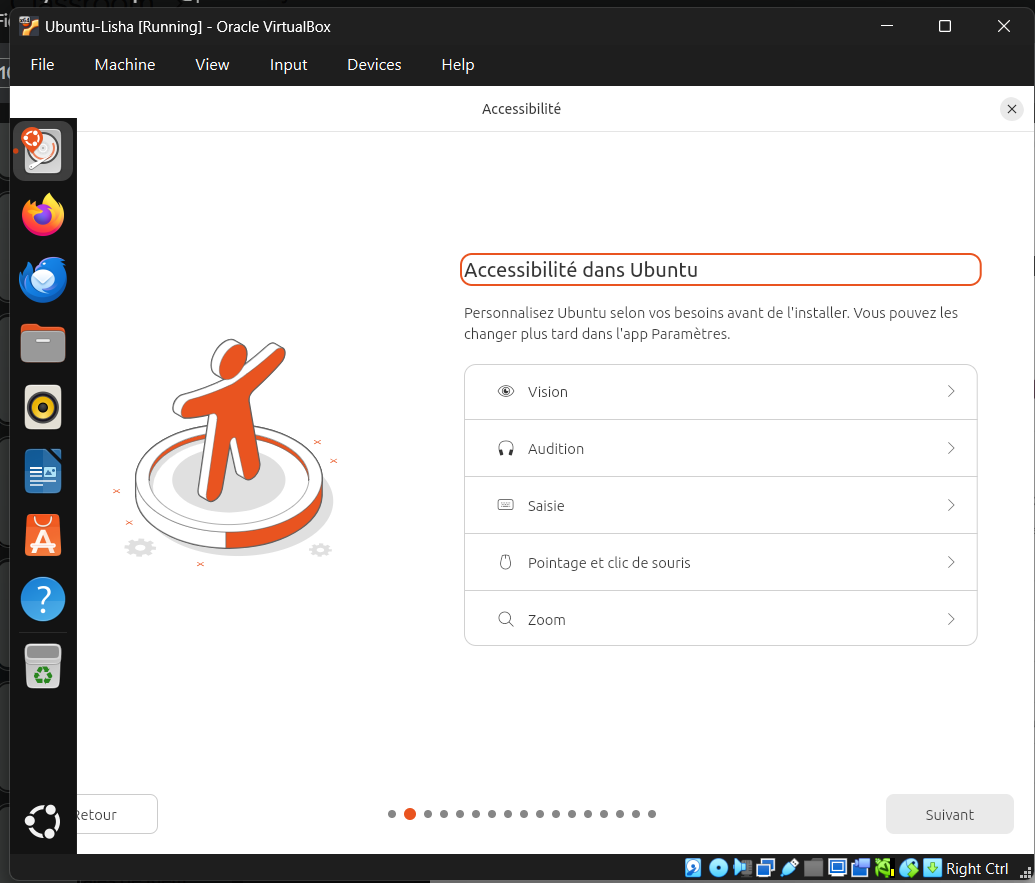 Ubuntu-Lisha [Running] - Oracle VirtualBox
File Machine View Input Devices Help
Accessibilité
Accessibilité dans Ubuntu
Personnalisez Ubuntu selon vos besoins avant de l'installer. Vous pouvez les
changer plus tard dans l'app Paramètres.
Vision
Audition
Saisie
Pointage et clic de souris
Zoom
Retour
Suivant
Right Ctrl